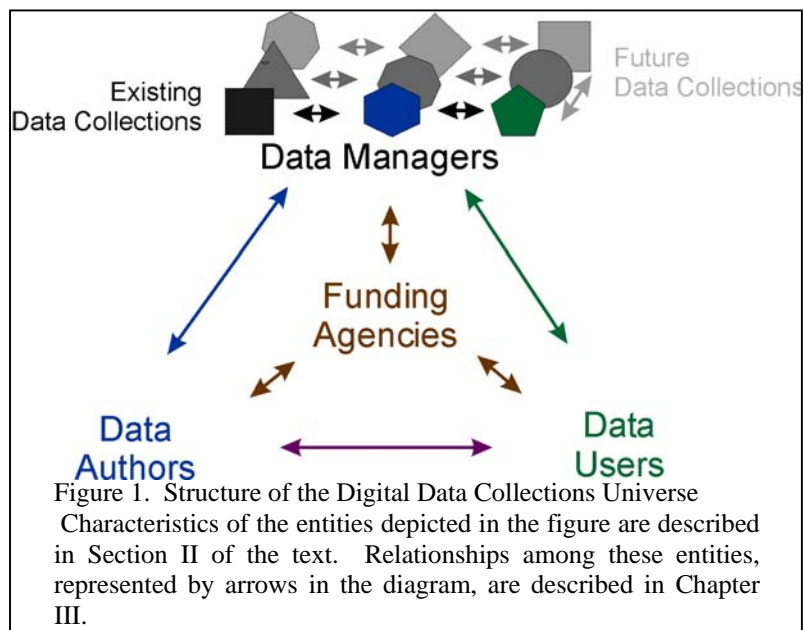 Existing
Data Collections
Future
Data Collections
Data Managers
Funding
Agencies
Data
Authors
Data
Users
Figure 1.  Structure of the Digital Data Collections Universe
Characteristics of the entities depicted in the figure are described
in Section II of the text.  Relationships among these entities,
represented by arrows in the diagram, are described in Chapter
III.